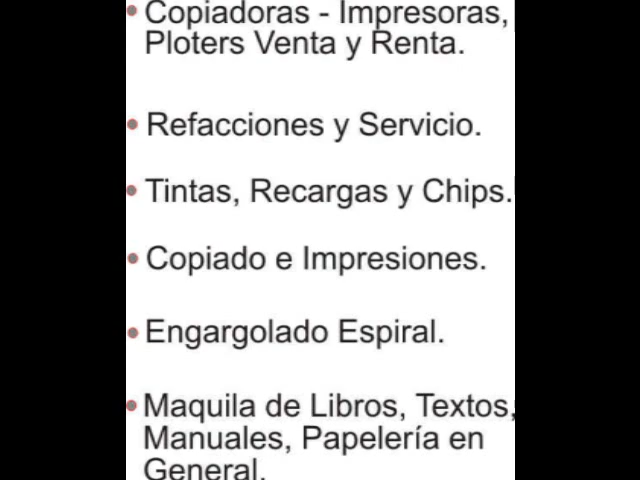 • Copiadoras - Impresoras,
Ploters Venta y Renta.
• Refacciones y Servicio.
• Tintas, Recargas y Chips.
• Copiado e Impresiones.
• Engargolado Espiral.
• Maquila de Libros, Textos,
Manuales, Papelería en
General.